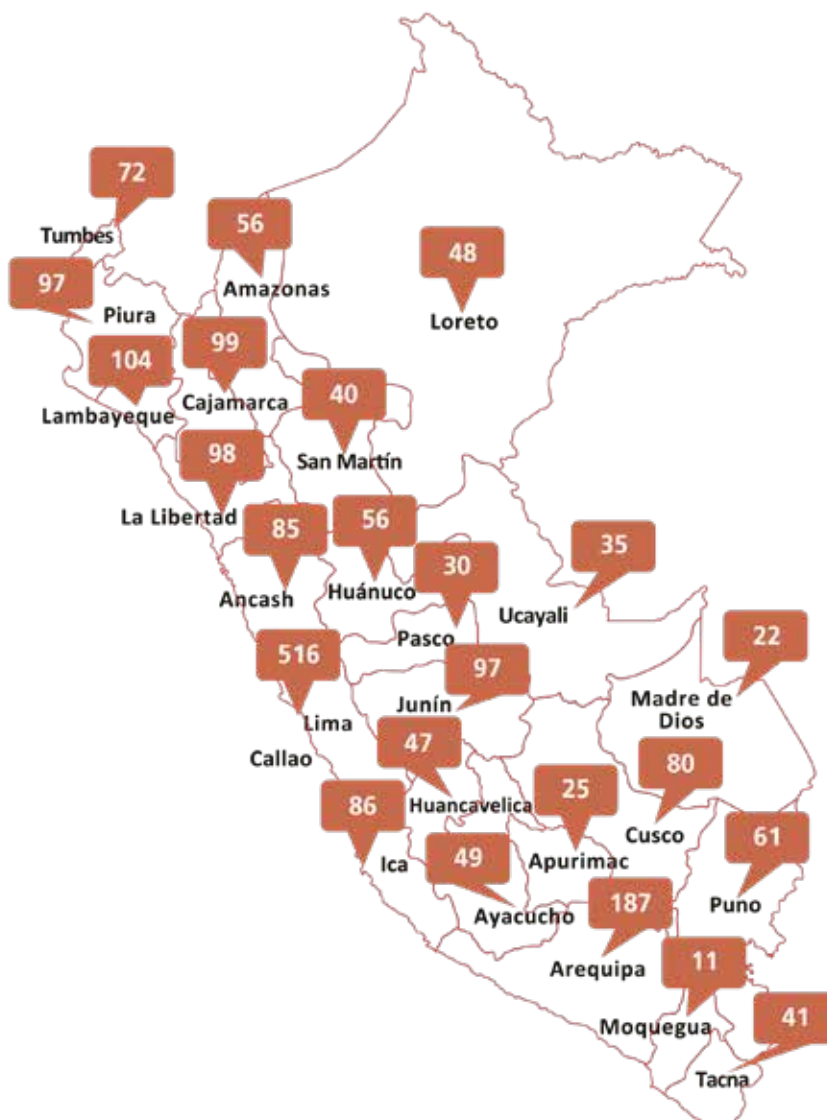 72
Tumbes
56
Amazonas
97
Piura
48
Loreto
104
Lambayeque
99
Cajamarca
40
San Martín
98
La Libertad
85
Ancash
56
Huánuco
30
Pasco
35
Ucayali
22
Madre de
Dios
516
Lima
Callao
97
Junín
47
Huancavelica
25
Apurimac
80
Cusco
86
Ica
49
Ayacucho
61
Puno
187
Arequipa
11
Moquegua
41
Tacna